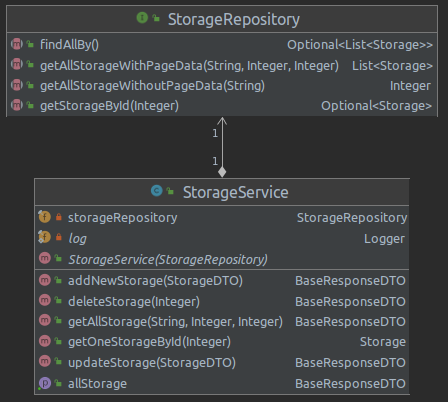 StorageRepository
findAllBy() Optional<List<Storage>>
getAllStorageWithPageData(String, Integer, Integer) List<Storage>
getAllStorageWithoutPageData(String) Integer
getStorageById(Integer) Optional<Storage>
1
1
StorageService
storageRepository StorageRepository
log Logger
StorageService(StorageRepository)
addNewStorage(StorageDTO) BaseResponseDTO
deleteStorage(Integer) BaseResponseDTO
getAllStorage(String, Integer, Integer) BaseResponseDTO
getOneStorageById(Integer) Storage
updateStorage(StorageDTO) BaseResponseDTO
allStorage BaseResponseDTO